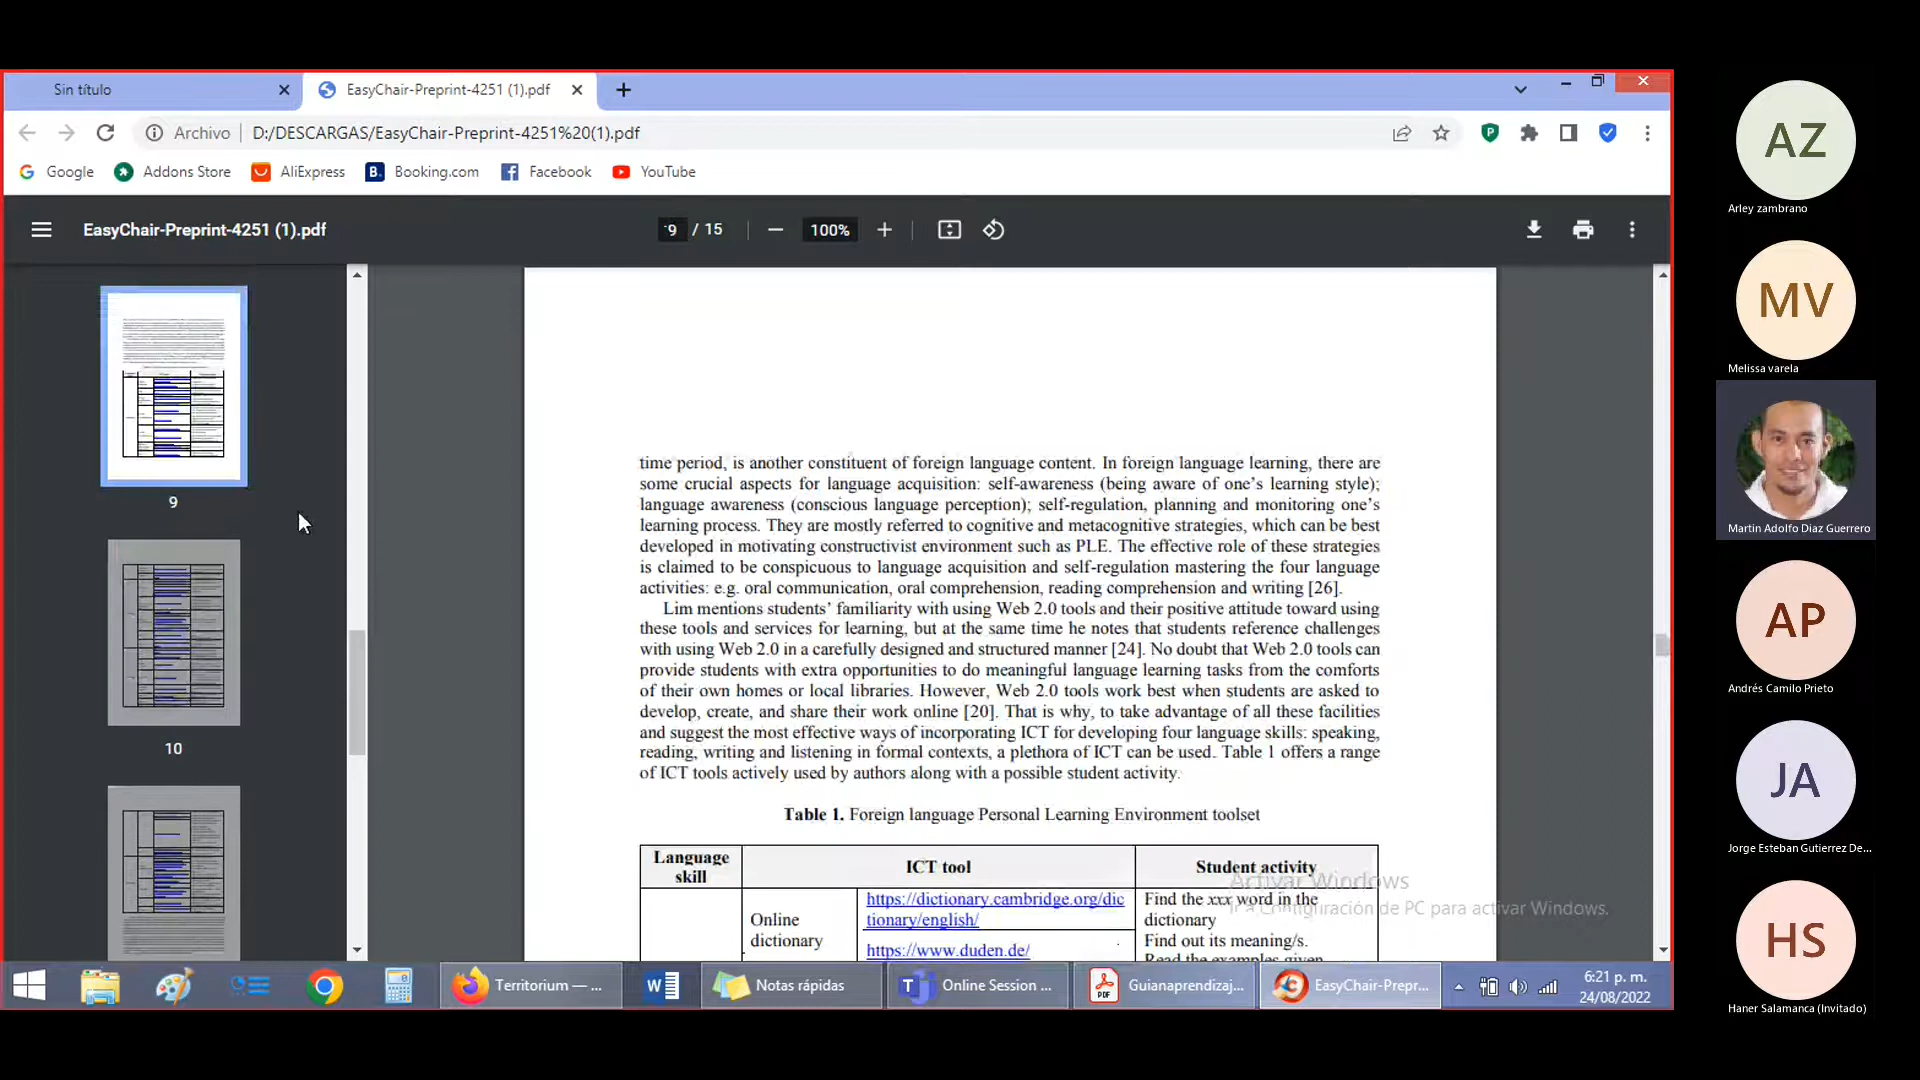 Sin título
EasyChair-Preprint-4251 (1).pdf
Archivo
D:/DESCARGAS/EasyChair-Preprint-4251%20(1).pdf
Google
Addons Store
AliExpress
Booking.com
Facebook
YouTube
EasyChair-Preprint-4251 (1).pdf
9 / 15
100%
9
10
time period, is another constituent of foreign language content. In foreign language learning, there are
some crucial aspects for language acquisition: self-awareness (being aware of one's learning style);
language awareness (conscious language perception); self-regulation, planning and monitoring one's
learning process. They are mostly referred to cognitive and metacognitive strategies, which can be best
developed in motivating constructivist environment such as PLE. The effective role of these strategies
is claimed to be conspicuous to language acquisition and self-regulation mastering the four language
activities: e.g. oral communication, oral comprehension, reading comprehension and writing [26].
Lim mentions students' familiarity with using Web 2.0 tools and their positive attitude toward using
these tools and services for learning, but at the same time he notes that students reference challenges
with using Web 2.0 in a carefully designed and structured manner [24]. No doubt that Web 2.0 tools can
provide students with extra opportunities to do meaningful language learning tasks from the comforts
of their own homes or local libraries. However, Web 2.0 tools work best when students are asked to
develop, create, and share their work online [20]. That is why, to take advantage of all these facilities
and suggest the most effective ways of incorporating ICT for developing four language skills: speaking,
reading, writing and listening in formal contexts, a plethora of ICT can be used. Table 1 offers a range
of ICT tools actively used by authors along with a possible student activity.
Table 1. Foreign language Personal Learning Environment toolset
Language
skill
ICT tool
Student activity
Online
dictionary
https://dictionary.cambridge.org/dic
tionary/english/
https://www.duden.de/
Find the xxx word in the
dictionary
Find out its meaning/s.
Read the examples given
Activar Windows
Ir a Configuración de PC para activar Windows.
Territorium — ...
Notas rápidas
Online Session ...
Guianaprendizaj...
EasyChair-Prepr...
6:21 p. m.
24/08/2022
AZ
Arley zambrano
MV
Melissa varela
Martin Adolfo Diaz Guerrero
AP
Andrés Camilo Prieto
JA
Jorge Esteban Gutierrez De...
HS
Haner Salamanca (Invitado)